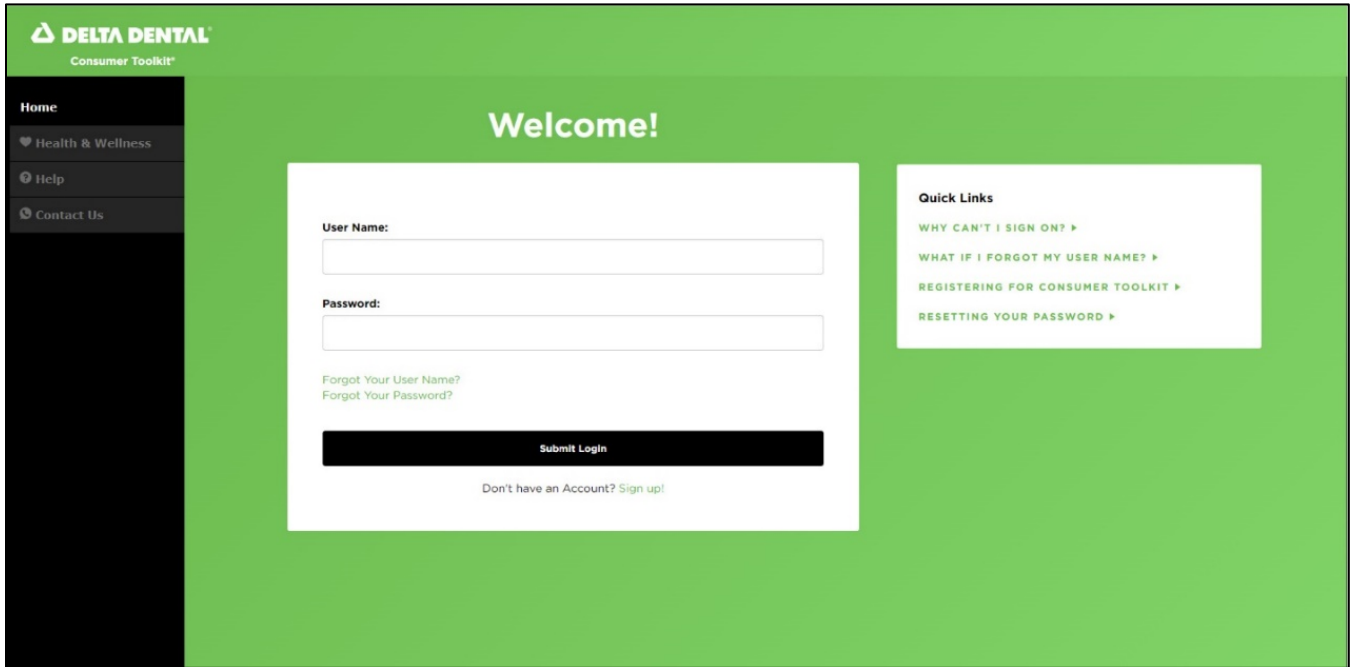 DELTA DENTAL®
Consumer Toolkit®
Home
Health & Wellness
Help
Contact Us
Welcome!
User Name:
Password:
Forgot Your User Name?
Forgot Your Password?
Submit Login
Don't have an Account? Sign up!
Quick Links
WHY CAN'T I SIGN ON?
WHAT IF I FORGOT MY USER NAME?
REGISTERING FOR CONSUMER TOOLKIT
RESETTING YOUR PASSWORD